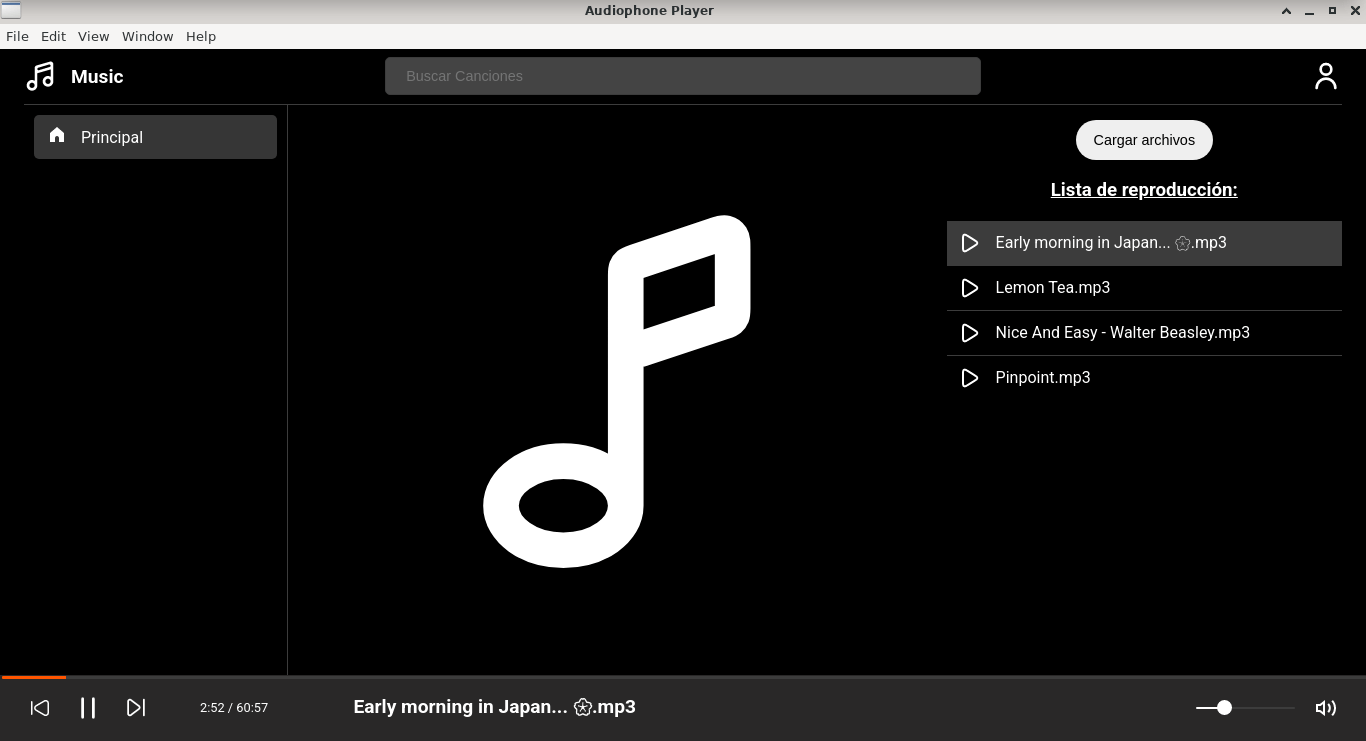 Audiophone Player
File Edit View Window Help
Music
Buscar Canciones
Principal
Cargar archivos
Lista de reproducción:
Early morning in Japan... 🏵.mp3
Lemon Tea.mp3
Nice And Easy - Walter Beasley.mp3
Pinpoint.mp3
2:52 / 60:57
Early morning in Japan... 🏵.mp3